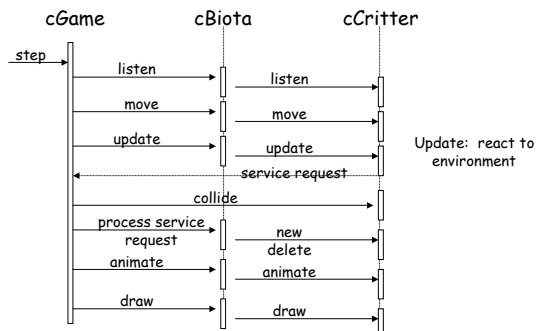 cGame cBiota cCritter
step
listen
listen
move
move
update
update
Update: react to
environment
service request
collide
process service
request
new
delete
animate
animate
draw
draw